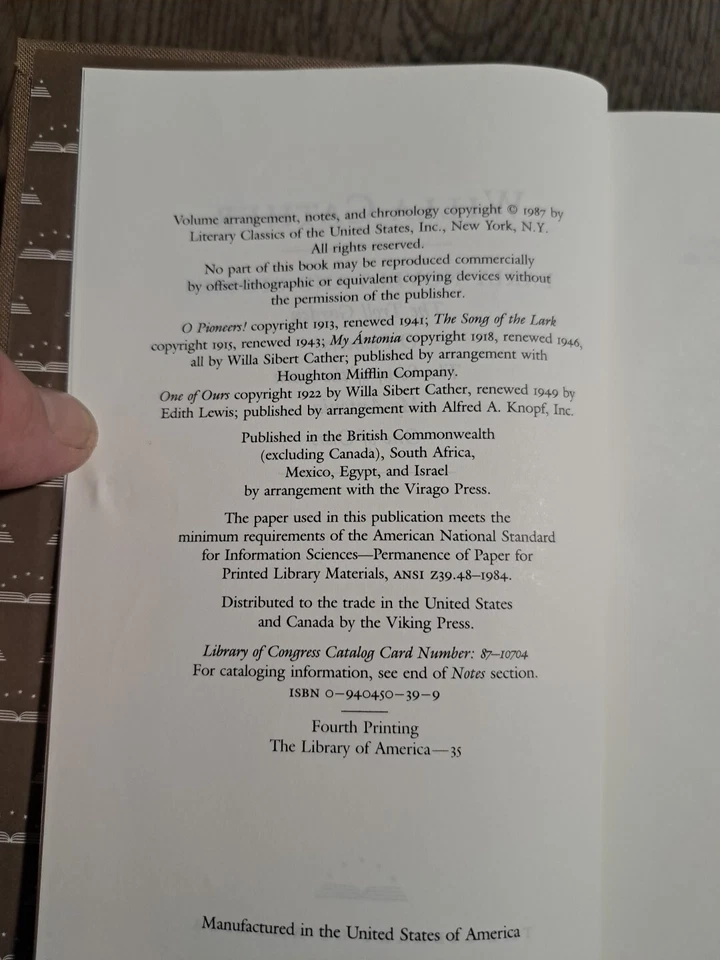 Volume arrangement, notes, and chronology copyright © 1987 by
Literary Classics of the United States, Inc., New York, N.Y.
All rights reserved.
No part of this book may be reproduced commercially
by offset-lithographic or equivalent copying devices without
the permission of the publisher.
O Pioneers! copyright 1913, renewed 1941; The Song of the Lark
copyright 1915, renewed 1943; My Ántonia copyright 1918, renewed 1946,
all by Willa Sibert Cather; published by arrangement with
Houghton Mifflin Company.
One of Ours copyright 1922 by Willa Sibert Cather, renewed 1949 by
Edith Lewis; published by arrangement with Alfred A. Knopf, Inc.
Published in the British Commonwealth
(excluding Canada), South Africa,
Mexico, Egypt, and Israel
by arrangement with the Virago Press.
The paper used in this publication meets the
minimum requirements of the American National Standard
for Information Sciences—Permanence of Paper for
Printed Library Materials, ANSI Z39.48–1984.
Distributed to the trade in the United States
and Canada by the Viking Press.
Library of Congress Catalog Card Number: 87-10704
For cataloging information, see end of Notes section.
ISBN 0–940450–39–9
Fourth Printing
The Library of America—35
Manufactured in the United States of America